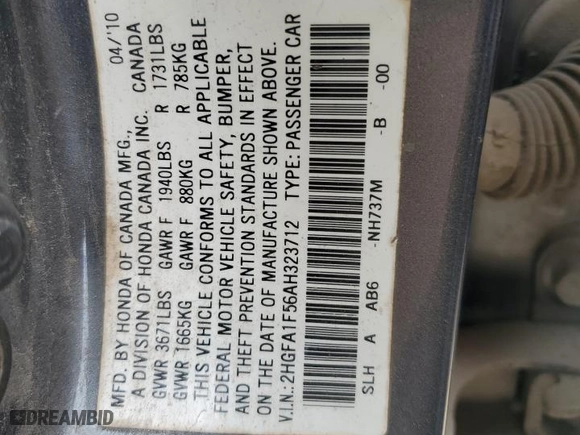 MFD. BY HONDA OF CANADA MFG., 04/'10
A DIVISION OF HONDA CANADA INC. CANADA
GVWR 3671LBS GAWR F 1940LBS R 1731LBS
GVWR 1665KG GAWR F 880KG R 785KG
THIS VEHICLE CONFORMS TO ALL APPLICABLE
FEDERAL MOTOR VEHICLE SAFETY, BUMPER,
AND THEFT PREVENTION STANDARDS IN EFFECT
ON THE DATE OF MANUFACTURE SHOWN ABOVE.
V.I.N.:2HGFA1F56AH323712 TYPE:PASSENGER CAR
SLH A AB6 -NH737M -B -00
DREAMBID